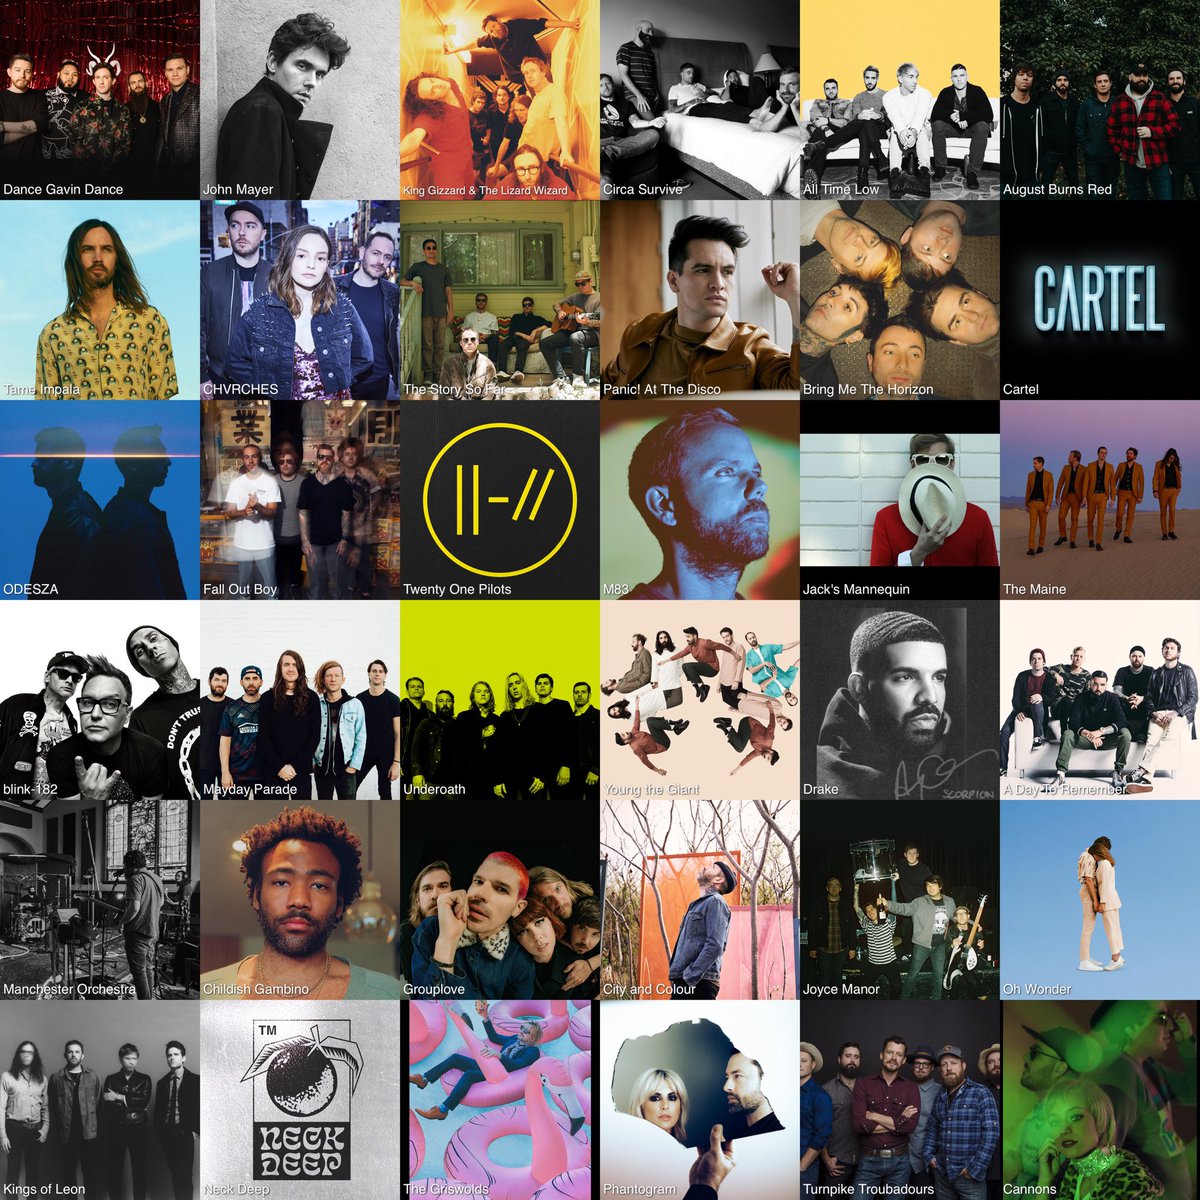 Dance Gavin Dance
John Mayer
King Gizzard & The Lizard Wizard
Circa Survive
All Time Low
August Burns Red
Tame Impala
CHVRCHES
The Story So Far
Panic! At The Disco
Bring Me The Horizon
CARTEL
Cartel
業
ODESZA
Fall Out Boy
Twenty One Pilots
M83
Jack's Mannequin
The Maine
DON'T TRUS
blink-182
Mayday Parade
Underoath
Young the Giant
SCORPION
Drake
A Day To Remember
Manchester Orchestra
Childish Gambino
Grouplove
City and Colour
Joyce Manor
Oh Wonder
Kings of Leon
TM
NECK
DEEP
Neck Deep
The Griswolds
Phantogram
Turnpike Troubadours
Cannons